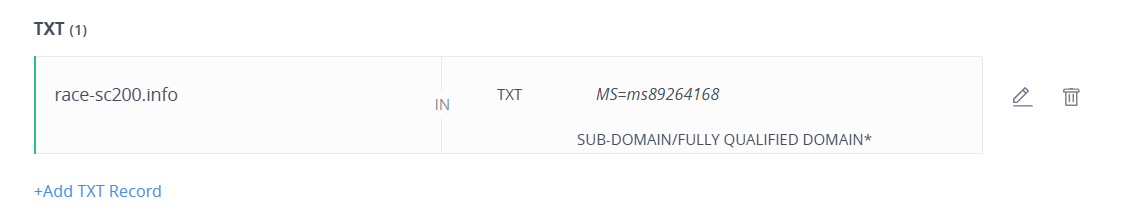 TXT (1)
race-sc200.info IN TXT MS=ms89264168
SUB-DOMAIN/FULLY QUALIFIED DOMAIN*
+Add TXT Record